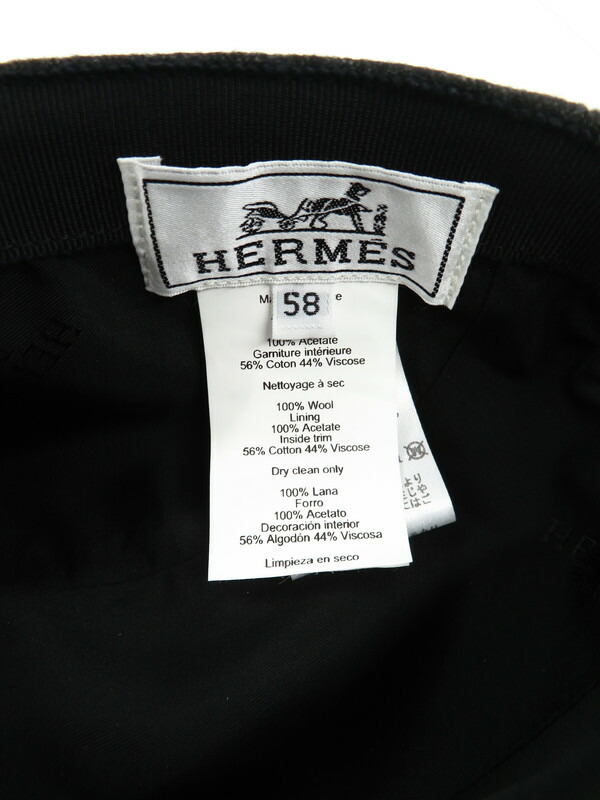 HERMES
58
100% Acetate
Garniture intérieure
56% Coton 44% Viscose
Nettoyage à sec
100% Wool
Lining
100% Acetate
Inside trim
56% Cotton 44% Viscose
Dry clean only
100% Lana
Forro
100% Acetato
Decoración interior
56% Algodón 44% Viscosa
Limpieza en seco